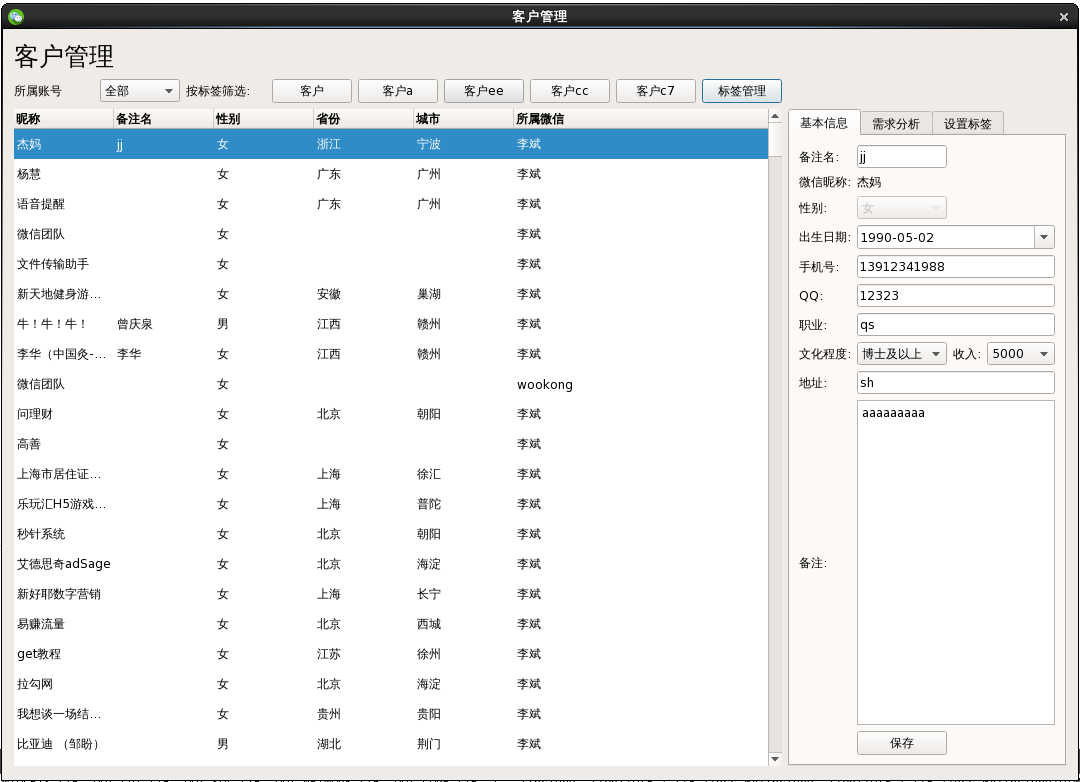 客户管理
客户管理
所属账号 全部 按标签筛选: 客户 客户a 客户ee 客户cc 客户c7 标签管理
昵称 备注名 性别 省份 城市 所属微信
杰妈 jj 女 浙江 宁波 李斌
杨慧 女 广东 广州 李斌
语音提醒 女 广东 广州 李斌
微信团队 女 李斌
文件传输助手 女 李斌
新天地健身游... 女 安徽 巢湖 李斌
牛！牛！牛！ 曾庆泉 男 江西 赣州 李斌
李华（中国灸-... 李华 女 江西 赣州 李斌
微信团队 女 wookong
问理财 女 北京 朝阳 李斌
高善 女 李斌
上海市居住证... 女 上海 徐汇 李斌
乐玩汇H5游戏... 女 上海 普陀 李斌
秒针系统 女 北京 朝阳 李斌
艾德思奇adSage 女 北京 海淀 李斌
新好耶数字营销 女 上海 长宁 李斌
易赚流量 女 北京 西城 李斌
get教程 女 江苏 徐州 李斌
拉勾网 女 北京 海淀 李斌
我想谈一场结... 女 贵州 贵阳 李斌
比亚迪 （邹盼） 男 湖北 荆门 李斌
基本信息 需求分析 设置标签
备注名: jj
微信昵称: 杰妈
性别: 女
出生日期: 1990-05-02
手机号: 13912341988
QQ: 12323
职业: qs
文化程度: 博士及以上 收入: 5000
地址: sh
aaaaaaaaa
备注:
保存